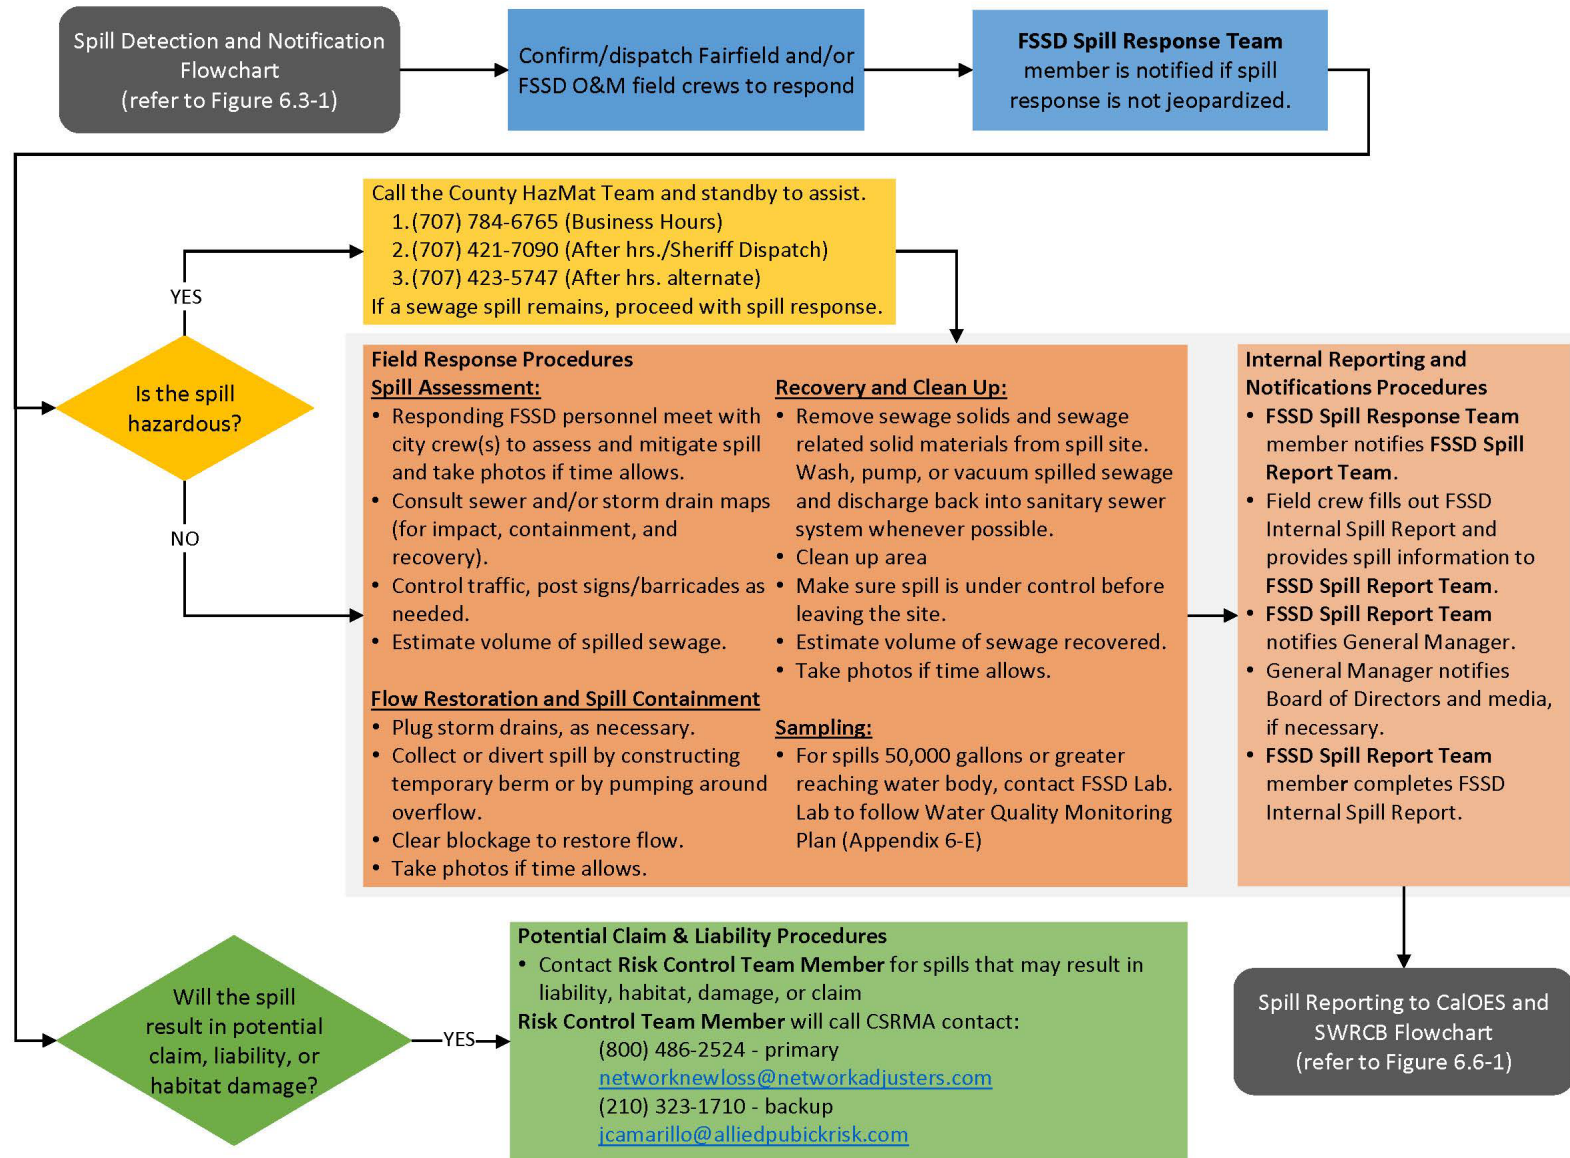 Spill Detection and Notification
Flowchart
(refer to Figure 6.3-1)
Confirm/dispatch Fairfield and/or
FSSD O&M field crews to respond
FSSD Spill Response Team
member is notified if spill
response is not jeopardized.
Call the County HazMat Team and standby to assist.
1. (707) 784-6765 (Business Hours)
2. (707) 421-7090 (After hrs./Sheriff Dispatch)
3. (707) 423-5747 (After hrs. alternate)
If a sewage spill remains, proceed with spill response.
YES
Is the spill
hazardous?
NO
Field Response Procedures
Spill Assessment:
• Responding FSSD personnel meet with
city crew(s) to assess and mitigate spill
and take photos if time allows.
• Consult sewer and/or storm drain maps
(for impact, containment, and
recovery).
• Control traffic, post signs/barricades as
needed.
• Estimate volume of spilled sewage.
Flow Restoration and Spill Containment
• Plug storm drains, as necessary.
• Collect or divert spill by constructing
temporary berm or by pumping around
overflow.
• Clear blockage to restore flow.
• Take photos if time allows.
Recovery and Clean Up:
• Remove sewage solids and sewage
related solid materials from spill site.
Wash, pump, or vacuum spilled sewage
and discharge back into sanitary sewer
system whenever possible.
• Clean up area
• Make sure spill is under control before
leaving the site.
• Estimate volume of sewage recovered.
• Take photos if time allows.
Sampling:
• For spills 50,000 gallons or greater
reaching water body, contact FSSD Lab.
Lab to follow Water Quality Monitoring
Plan (Appendix 6-E)
Internal Reporting and
Notifications Procedures
• FSSD Spill Response Team
member notifies FSSD Spill
Report Team.
• Field crew fills out FSSD
Internal Spill Report and
provides spill information to
FSSD Spill Report Team.
• FSSD Spill Report Team
notifies General Manager.
• General Manager notifies
Board of Directors and media,
if necessary.
• FSSD Spill Report Team
member completes FSSD
Internal Spill Report.
Will the spill
result in potential
claim, liability, or
habitat damage?
YES
Potential Claim & Liability Procedures
• Contact Risk Control Team Member for spills that may result in
liability, habitat, damage, or claim
Risk Control Team Member will call CSRMA contact:
(800) 486-2524 - primary
networknewloss@networkadjusters.com
(210) 323-1710 - backup
jcamarillo@alliedpubickrisk.com
Spill Reporting to CalOES and
SWRCB Flowchart
(refer to Figure 6.6-1)